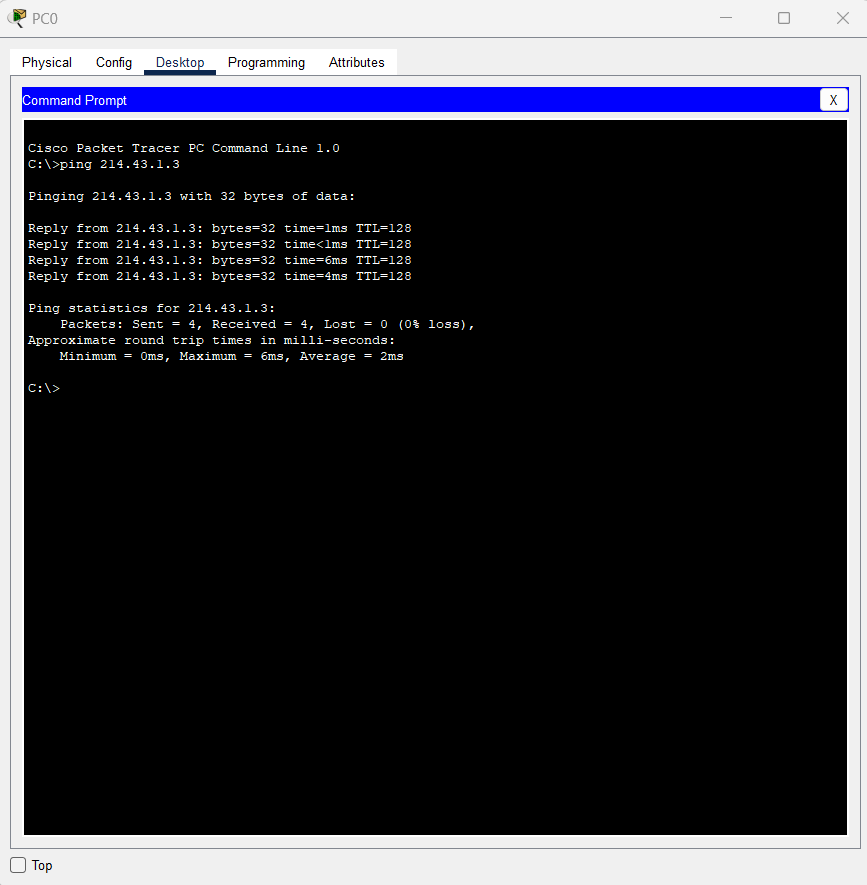 PC0
Physical Config Desktop Programming Attributes
Command Prompt X
Cisco Packet Tracer PC Command Line 1.0
C:\>ping 214.43.1.3
Pinging 214.43.1.3 with 32 bytes of data:
Reply from 214.43.1.3: bytes=32 time=1ms TTL=128
Reply from 214.43.1.3: bytes=32 time<1ms TTL=128
Reply from 214.43.1.3: bytes=32 time=6ms TTL=128
Reply from 214.43.1.3: bytes=32 time=4ms TTL=128
Ping statistics for 214.43.1.3:
Packets: Sent = 4, Received = 4, Lost = 0 (0% loss),
Approximate round trip times in milli-seconds:
Minimum = 0ms, Maximum = 6ms, Average = 2ms
C:\>
Top